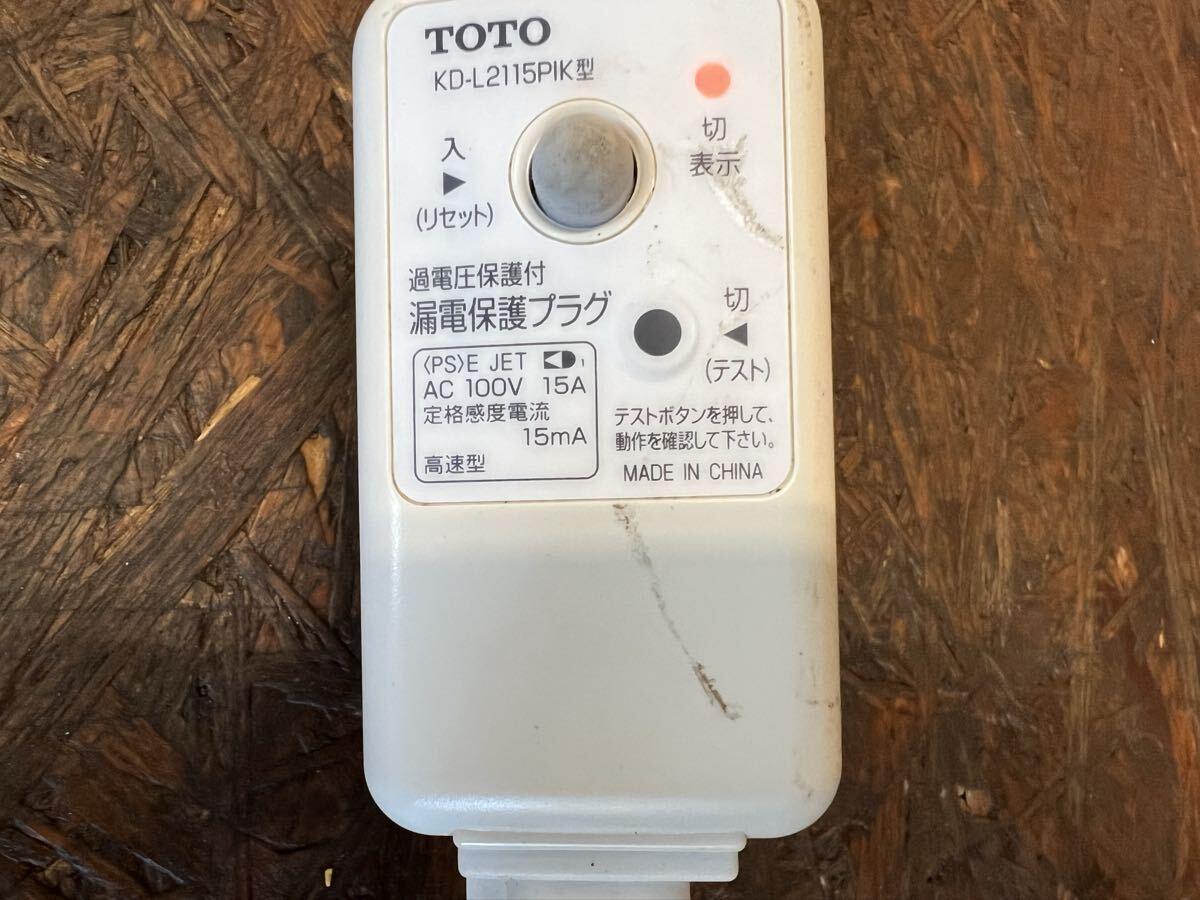 TOTO
KD-L2115PIK型
入
▶
(リセット)
切
表示
過電圧保護付
漏電保護プラグ
切
◀
(テスト)
〈PS〉E JET
AC 100V 15A
定格感度電流
15mA
高速型
テストボタンを押して、
動作を確認して下さい。
MADE IN CHINA